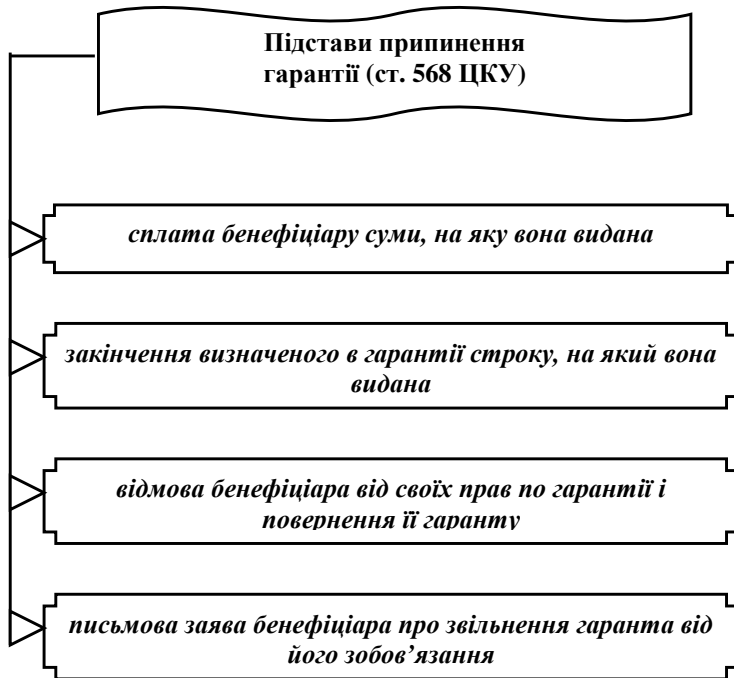 Підстави припинення
гарантії (ст. 568 ЦКУ)
сплата бенефіціару суми, на яку вона видана
закінчення визначеного в гарантії строку, на який вона
видана
відмова бенефіціара від своїх прав по гарантії і
повернення її гаранту
письмова заява бенефіціара про звільнення гаранта від
його зобов’язання